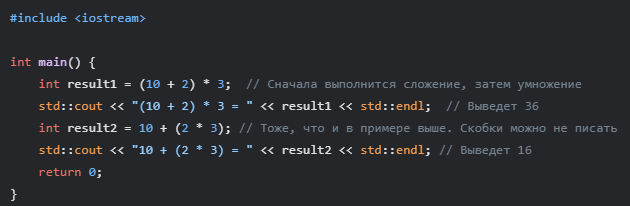 #include <iostream>
int main() {
int result1 = (10 + 2) * 3;  // Сначала выполнится сложение, затем умножение
std::cout << "(10 + 2) * 3 = " << result1 << std::endl;  // Выведет 36
int result2 = 10 + (2 * 3); // Тоже, что и в примере выше. Скобки можно не писать
std::cout << "10 + (2 * 3) = " << result2 << std::endl; // Выведет 16
return 0;
}